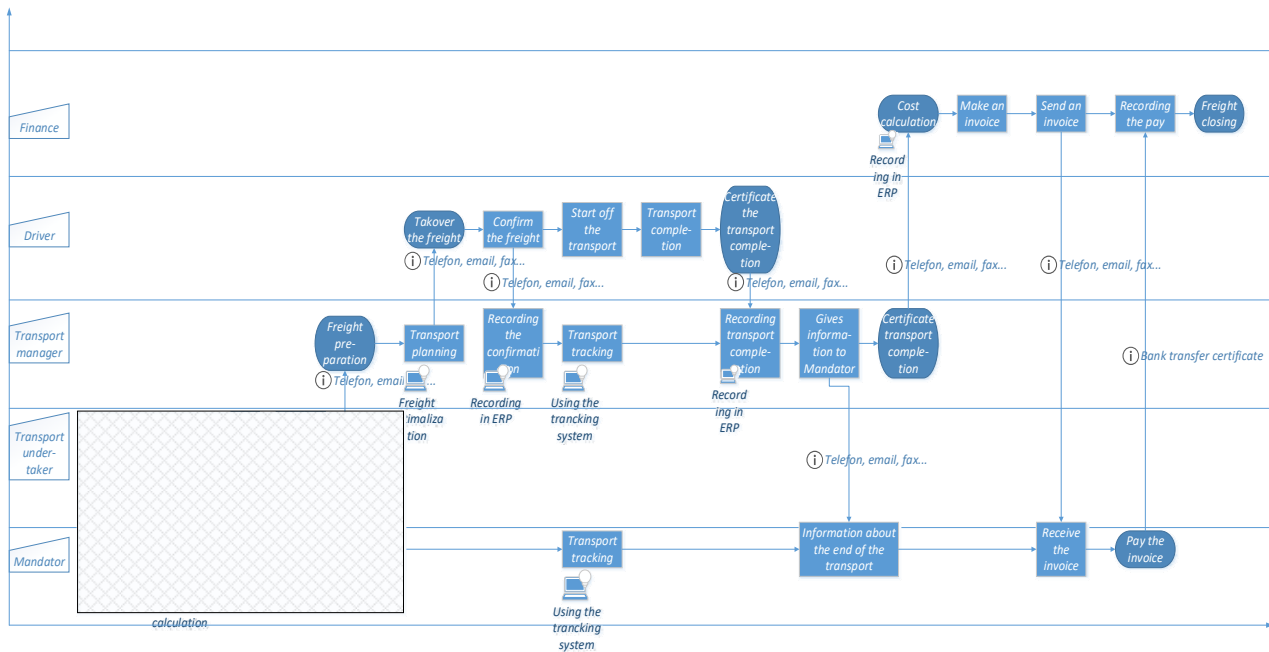 Finance
Cost
calculation
Make an
invoice
Send an
invoice
Recording
the pay
Freight
closing
Record
ing in
ERP
Driver
Takover
the freight
Confirm
the freight
Start off
the
transport
Transport
comple-
tion
Certificate
the
transport
comple-
tion
Telefon, email, fax...
Telefon, email, fax...
Telefon, email, fax...
Telefon, email, fax...
Telefon, email, fax...
Transport
manager
Freight
pre-
paration
Transport
planning
Recording
the
confirmati
on
Transport
tracking
Recording
transport
comple-
tion
Gives
informa-
tion to
Mandator
Certificate
transport
comple-
tion
Bank transfer certificate
Telefon, email
Freight
imaliza
tion
Recording
in ERP
Using the
trancking
system
Record
ing in
ERP
Transport
under-
taker
Telefon, email, fax...
Mandator
Transport
tracking
Information about
the end of the
transport
Receive
the
invoice
Pay the
invoice
Using the
trancking
system
calculation